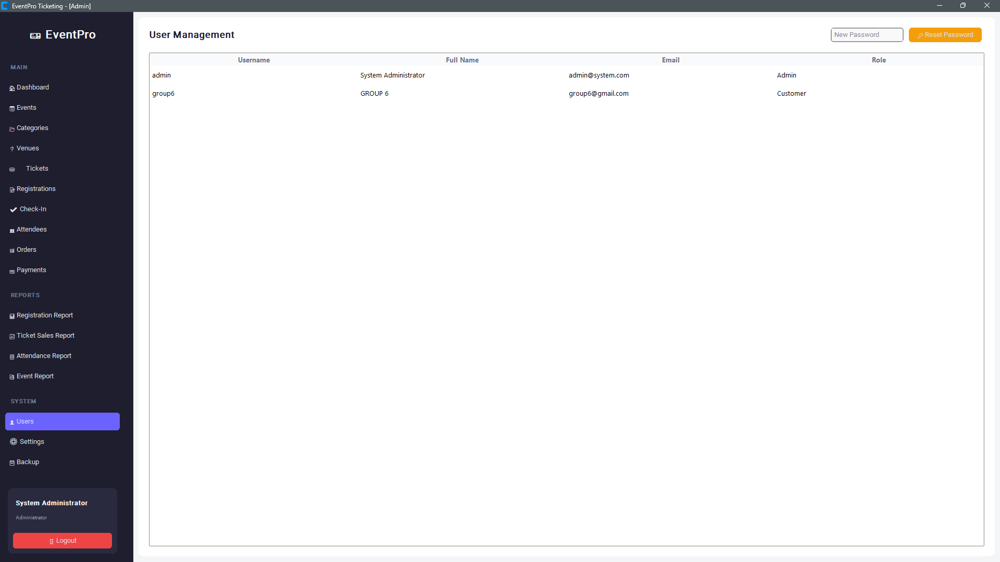 EventPro Ticketing - [Admin]
EventPro
MAIN
Dashboard
Events
Categories
Venues
Tickets
Registrations
Check-In
Attendees
Orders
Payments
REPORTS
Registration Report
Ticket Sales Report
Attendance Report
Event Report
SYSTEM
Users
Settings
Backup
System Administrator
Administrator
Logout
User Management
New Password
Reset Password
Username Full Name Email Role
admin System Administrator admin@system.com Admin
group6 GROUP 6 group6@gmail.com Customer